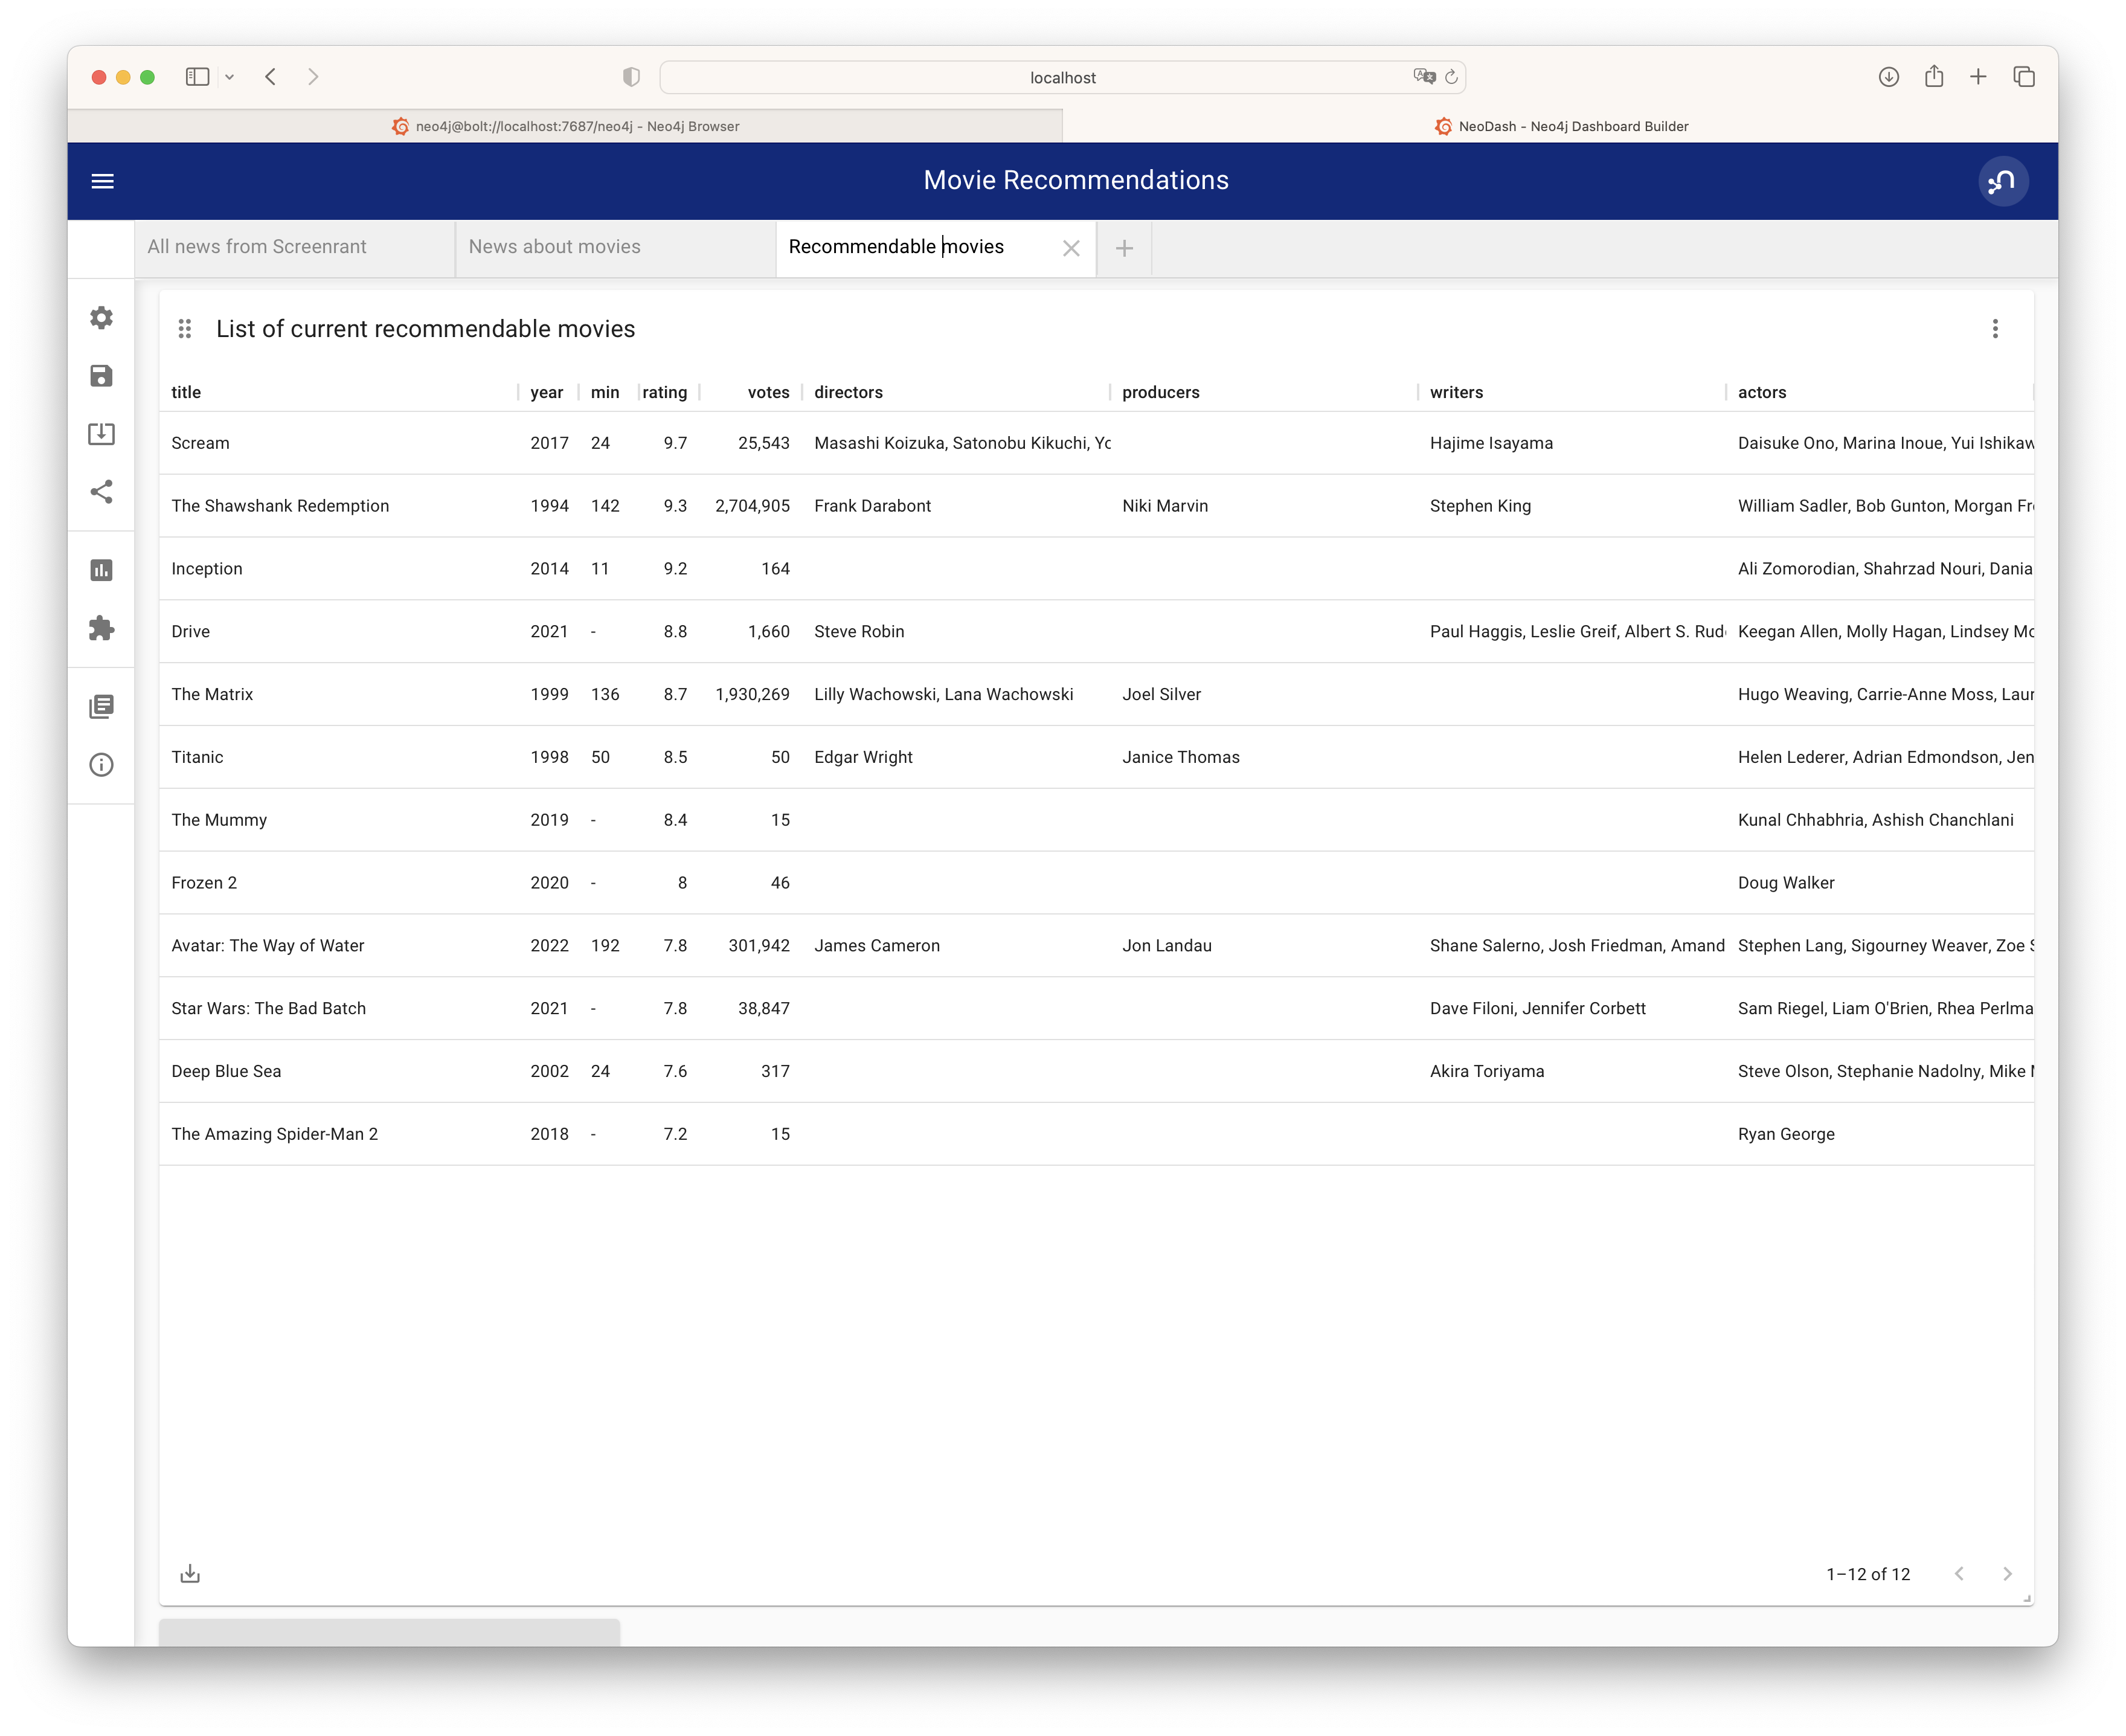 localhost
neo4j@bolt://localhost:7687/neo4j - Neo4j Browser
NeoDash - Neo4j Dashboard Builder
Movie Recommendations
All news from Screenrant
News about movies
Recommendable movies
List of current recommendable movies
title year min rating votes directors producers writers actors
Scream 2017 24 9.7 25,543 Masashi Koizuka, Satonobu Kikuchi, Hajime Isayama Daisuke Ono, Marina Inoue, Yui Ishikaw
The Shawshank Redemption 1994 142 9.3 2,704,905 Frank Darabont Niki Marvin Stephen King William Sadler, Bob Gunton, Morgan
Inception 2014 11 9.2 164 Ali Zomorodian, Shahrzad Nouri, Dania
Drive 2021 - 8.8 1,660 Steve Robin Paul Haggis, Leslie Greif, Albert S. Keegan Allen, Molly Hagan, Lindsey
The Matrix 1999 136 8.7 1,930,269 Lilly Wachowski, Lana Wachowski Joel Silver Hugo Weaving, Carrie-Anne Moss, Laur
Titanic 1998 50 8.5 50 Edgar Wright Janice Thomas Helen Lederer, Adrian Edmondson, Jen
The Mummy 2019 - 8.4 15 Kunal Chhabhria, Ashish Chanchlani
Frozen 2 2020 - 8 46 Doug Walker
Avatar: The Way of Water 2022 192 7.8 301,942 James Cameron Jon Landau Shane Salerno, Josh Friedman, Amand Stephen Lang, Sigourney Weaver, Zoe
Star Wars: The Bad Batch 2021 - 7.8 38,847 Dave Filoni, Jennifer Corbett Sam Riegel, Liam O'Brien, Rhea Perlma
Deep Blue Sea 2002 24 7.6 317 Akira Toriyama Steve Olson, Stephanie Nadolny, Mike
The Amazing Spider-Man 2 2018 - 7.2 15 Ryan George
1–12 of 12